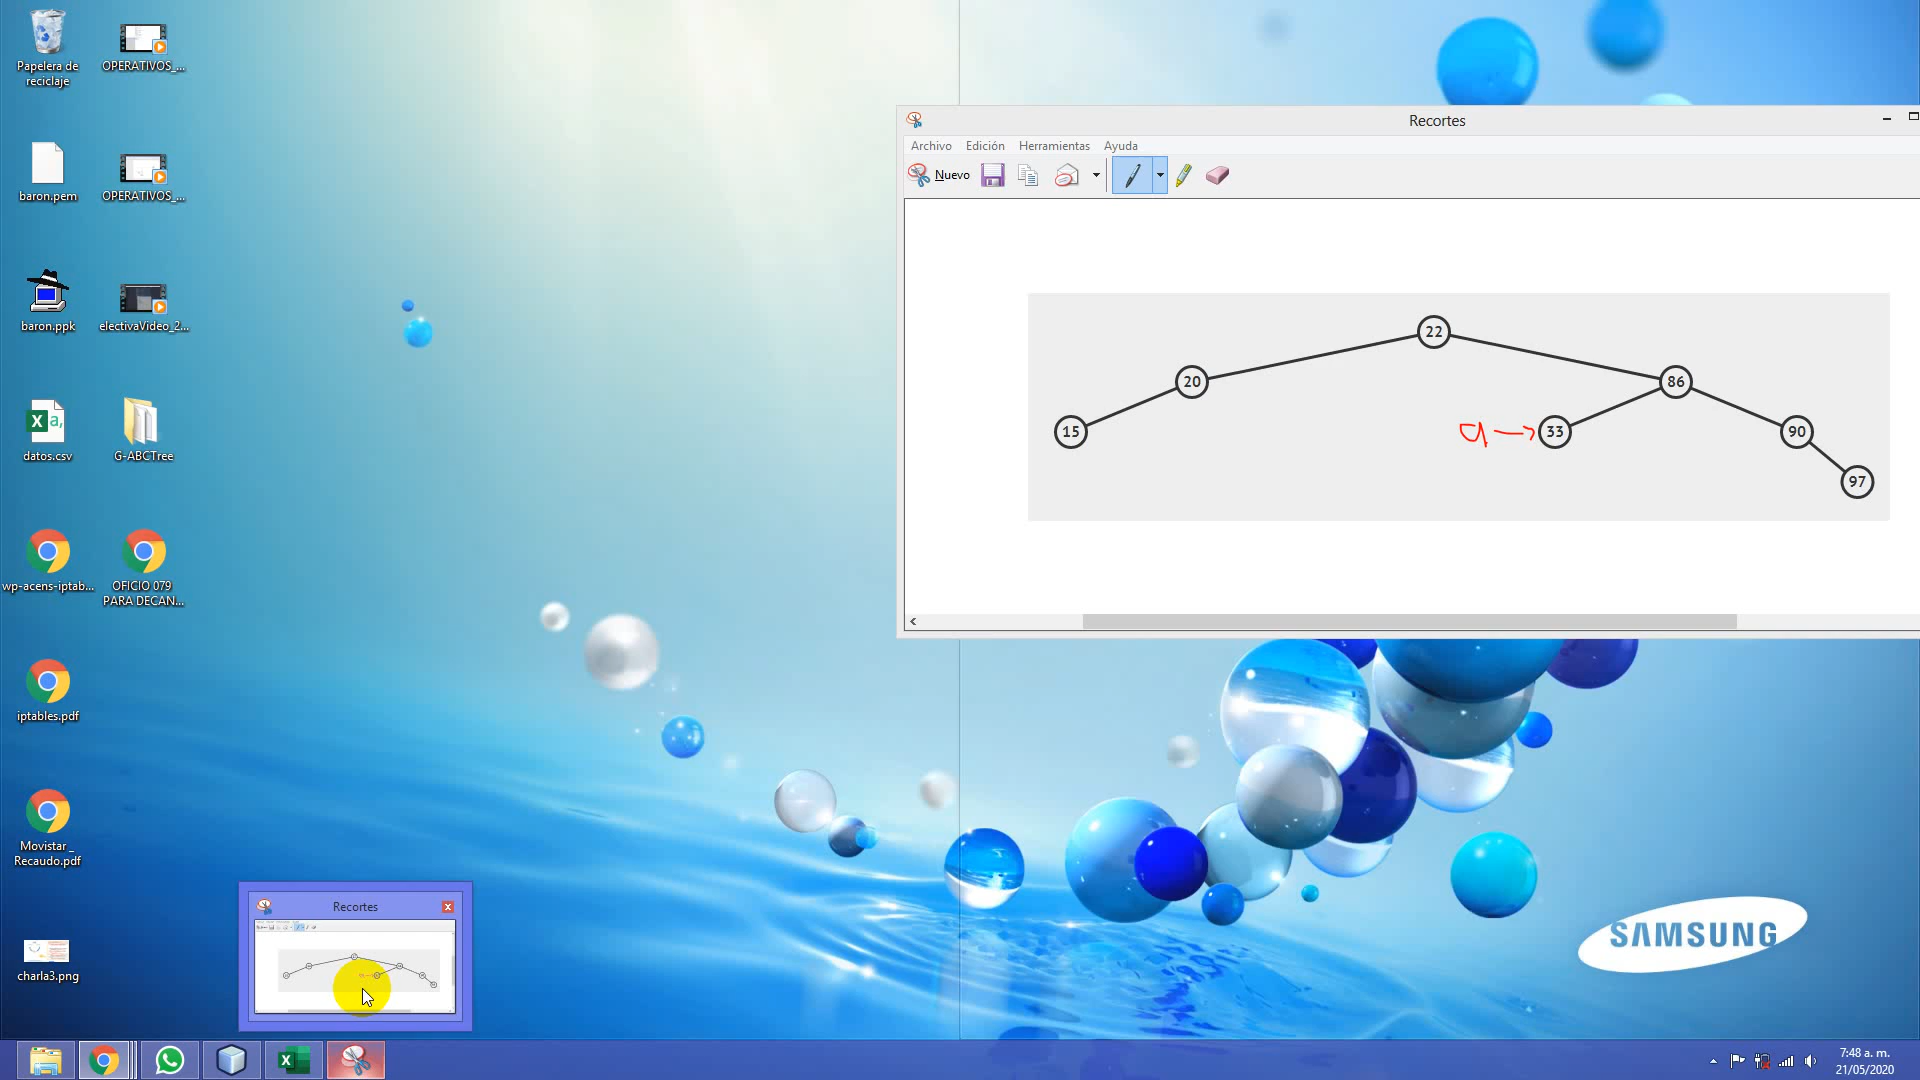 Papelera de
reciclaje
OPERATIVOS_...
baron.pem
OPERATIVOS_...
baron.ppk
electivaVideo_2...
datos.csv
G-ABCTree
wp-acens-iptab...
OFICIO 079
PARA DECAN...
iptables.pdf
Movistar_
Recaudo.pdf
charla3.png
Recortes
Archivo Edición Herramientas Ayuda
Nuevo
22
20
86
15
a
33
90
97
Recortes
SAMSUNG
7:48 a. m.
21/05/2020